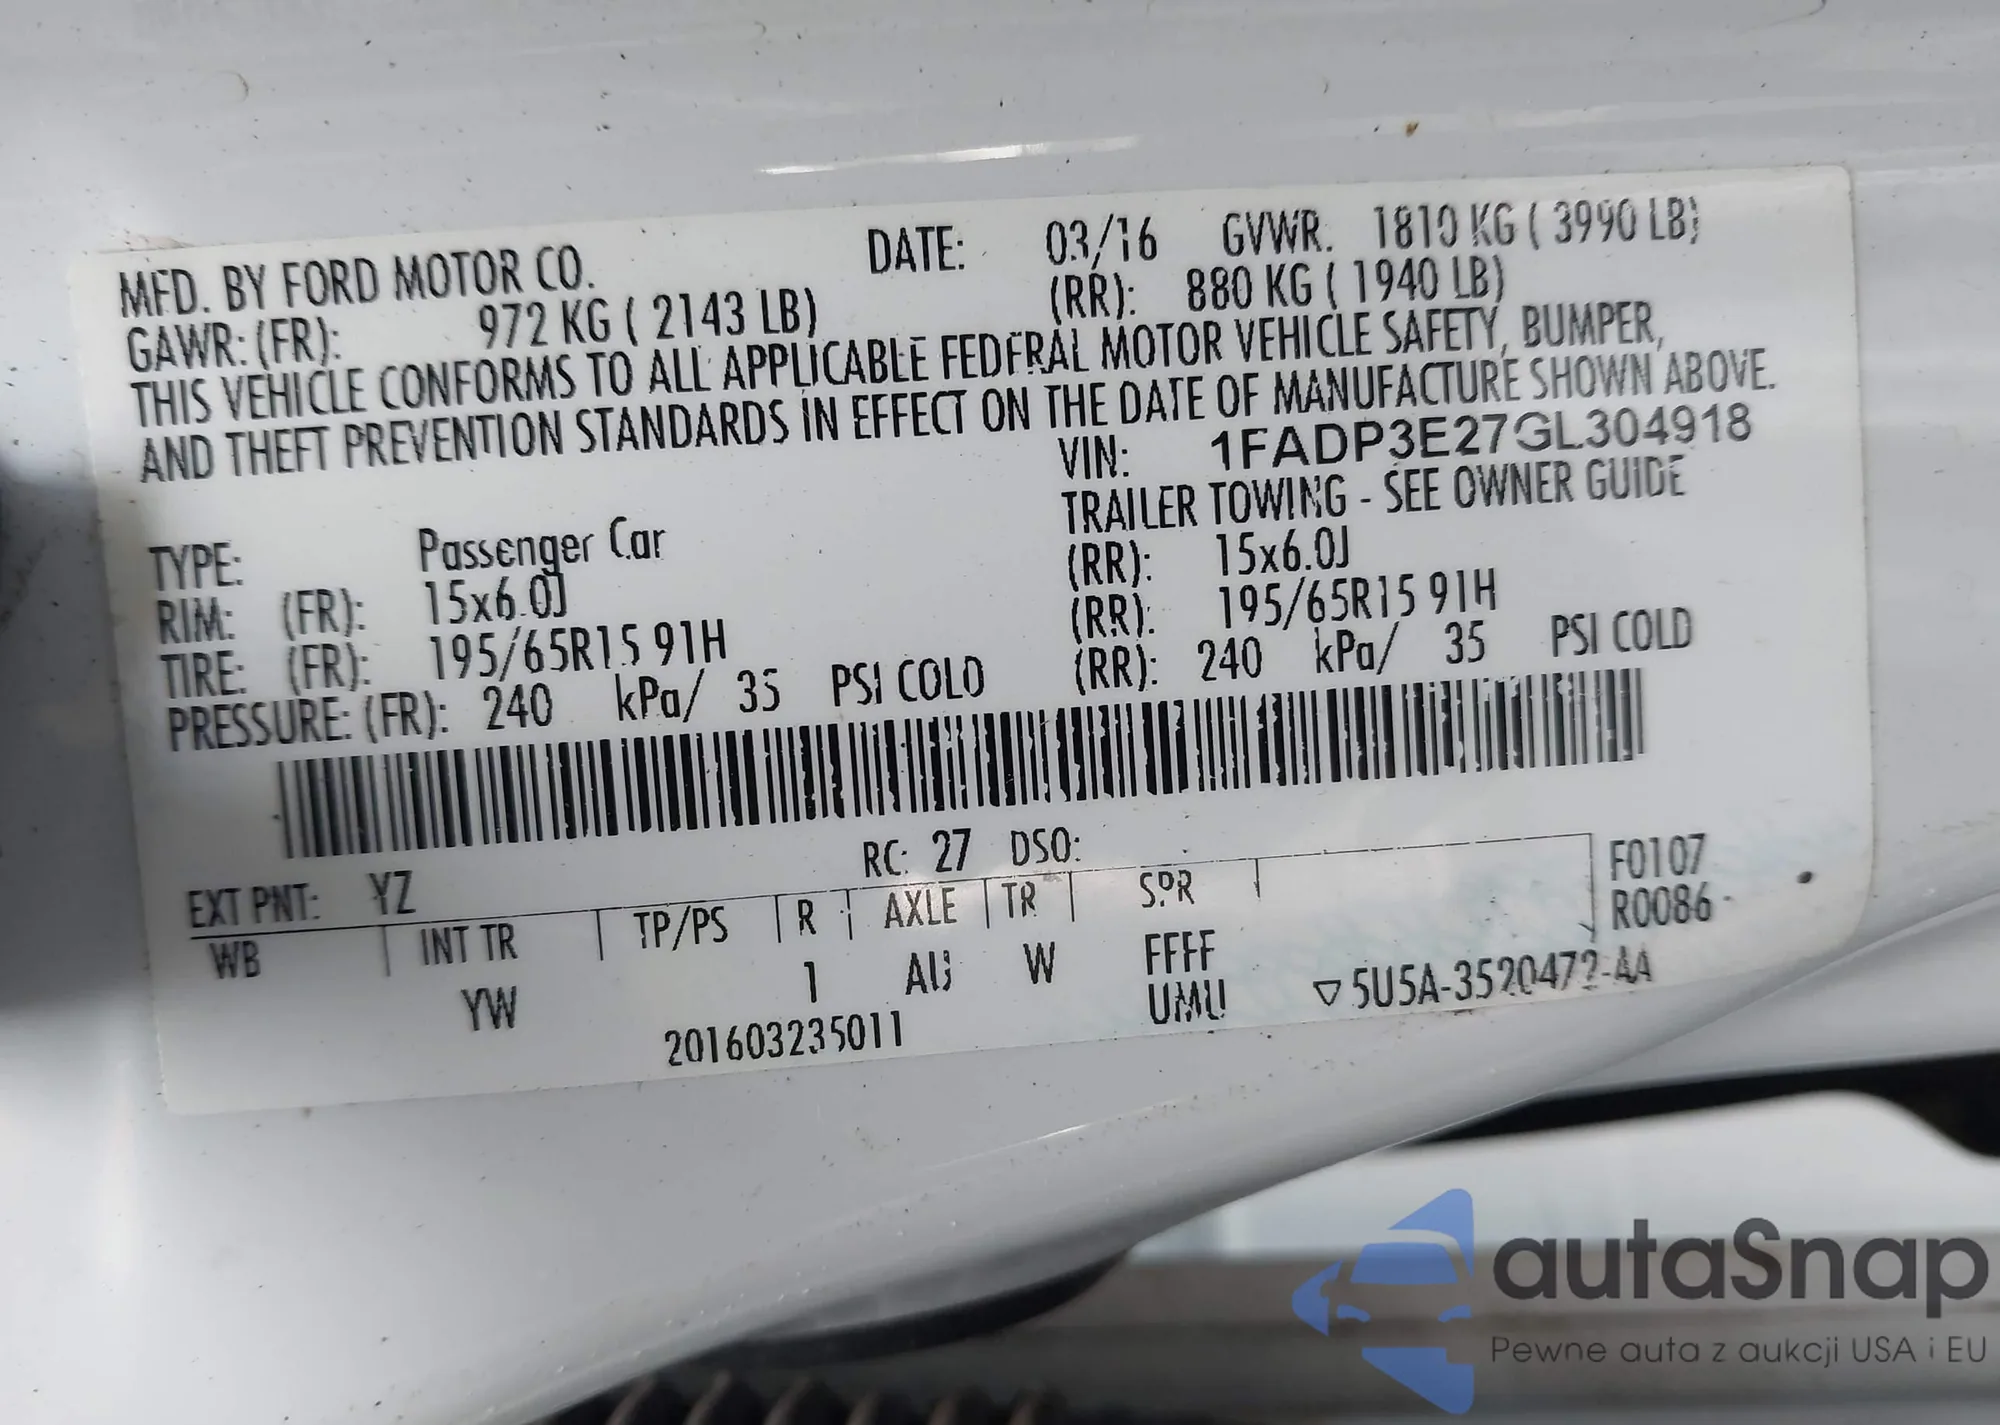 MFD. BY FORD MOTOR CO. DATE: 03/16 GVWR. 1810 KG ( 3990 LB)
GAWR: (FR): 972 KG ( 2143 LB) (RR): 880 KG ( 1940 LB)
THIS VEHICLE CONFORMS TO ALL APPLICABLE FEDERAL MOTOR VEHICLE SAFETY, BUMPER,
AND THEFT PREVENTION STANDARDS IN EFFECT ON THE DATE OF MANUFACTURE SHOWN ABOVE.
VIN: 1FADP3E27GL304918
TRAILER TOWING - SEE OWNER GUIDE
TYPE: Passenger Car
RIM: (FR): 15x6.0J (RR): 15x6.0J
TIRE: (FR): 195/65R15 91H (RR): 195/65R15 91H
PRESSURE: (FR): 240 kPa/ 35 PSI COLD (RR): 240 kPa/ 35 PSI COLD
RC: 27 DSO:
F0107
R0086
EXT PNT: YZ
WB INT TR TP/PS R AXLE TR SPR
YW 1 W FFFF
UMU
201603235011
▽ 5U5A-3520472-AA
autaSnap
Pewne auta z aukcji USA i EU